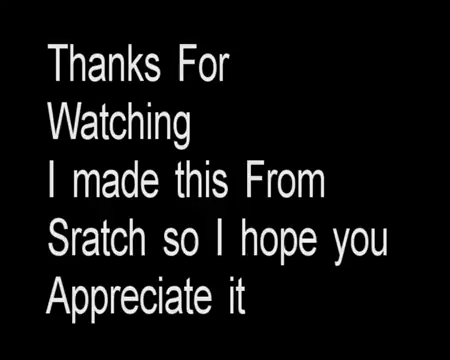 Thanks For
Watching
I made this From
Sratch so I hope you
Appreciate it